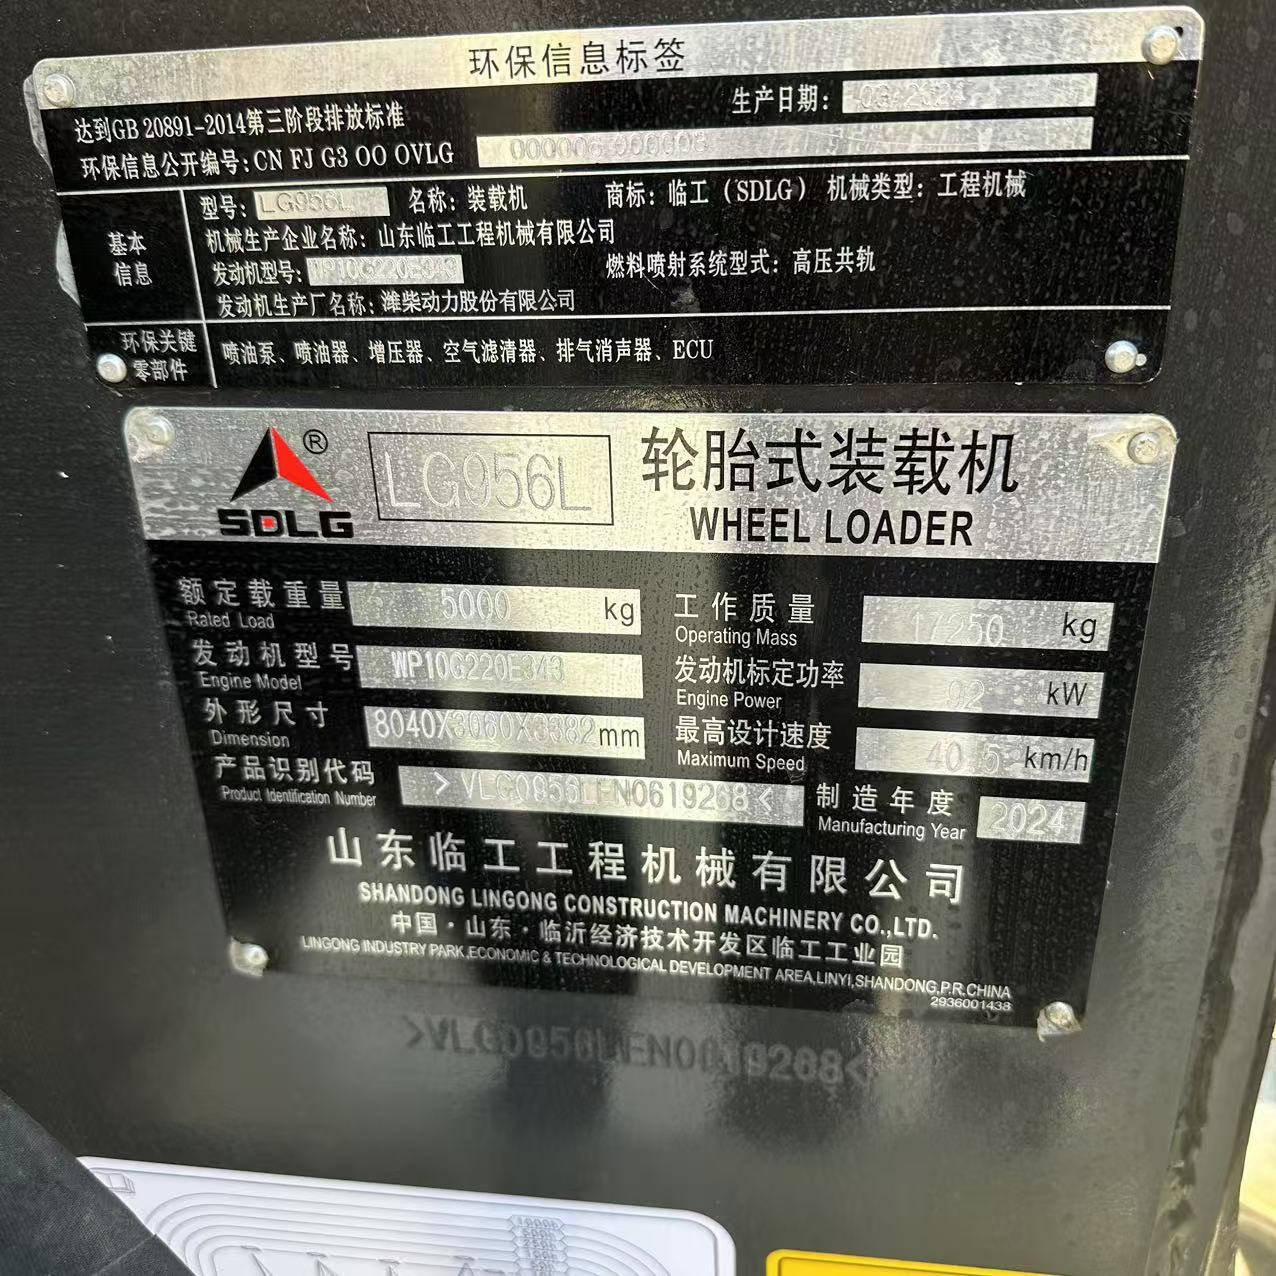 环保信息标签
达到GB 20891-2014第三阶段排放标准
生产日期：
环保信息公开编号：CN FJ G3 OO OVLG
基本信息
型号：LG956L 名称：装载机 商标：临工（SDLG） 机械类型：工程机械
机械生产企业名称：山东临工工程机械有限公司
发动机型号：WP10G220E343 燃料喷射系统型式：高压共轨
发动机生产厂名称：潍柴动力股份有限公司
环保关键零部件
喷油泵、喷油器、增压器、空气滤清器、排气消声器、ECU
SDLG ®
LG956L
轮胎式装载机
WHEEL LOADER
额定载重量 5000 kg
Rated Load
工作质量 17250 kg
Operating Mass
发动机型号 WP10G220E343
Engine Model
发动机标定功率 kW
Engine Power
外形尺寸 8040X3060X3382 mm
Dimension
最高设计速度 40.5 km/h
Maximum Speed
产品识别代码 >VLG0956LEN0619268<
Product Identification Number
制造年度 2024
Manufacturing Year
山东临工工程机械有限公司
SHANDONG LINGONG CONSTRUCTION MACHINERY CO.,LTD.
中国·山东·临沂经济技术开发区临工工业园
LINGONG INDUSTRY PARK.ECONOMIC & TECHNOLOGICAL DEVELOPMENT AREA,LINYI,SHANDONG,P.R.CHINA
2936001438
>VLG0956LEN0619268<